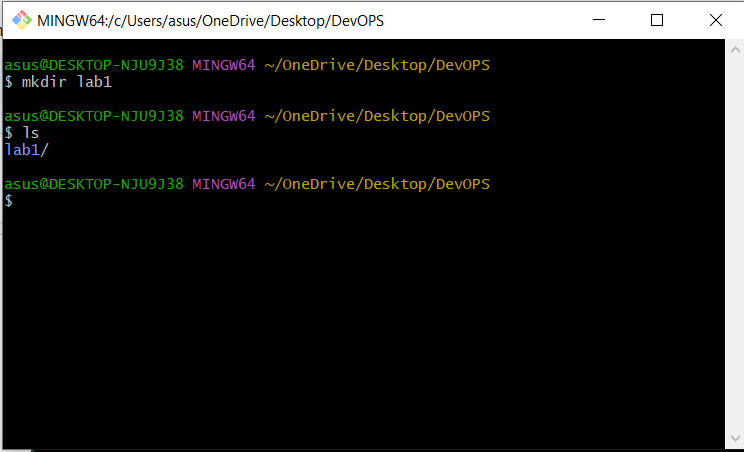 MINGW64:/c/Users/asus/OneDrive/Desktop/DevOPS
asus@DESKTOP-NJU9J38 MINGW64 ~/OneDrive/Desktop/DevOPS
$ mkdir lab1
asus@DESKTOP-NJU9J38 MINGW64 ~/OneDrive/Desktop/DevOPS
$ ls
lab1/
asus@DESKTOP-NJU9J38 MINGW64 ~/OneDrive/Desktop/DevOPS
$